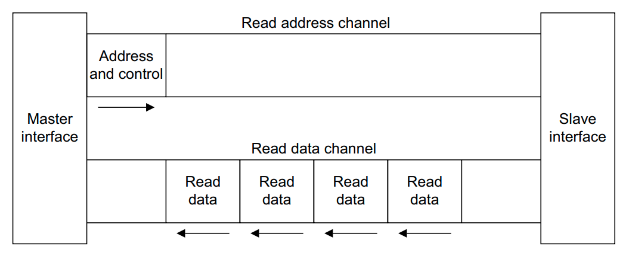 Read address channel
Address
and control
Master
interface
Slave
interface
Read data channel
Read
data
Read
data
Read
data
Read
data